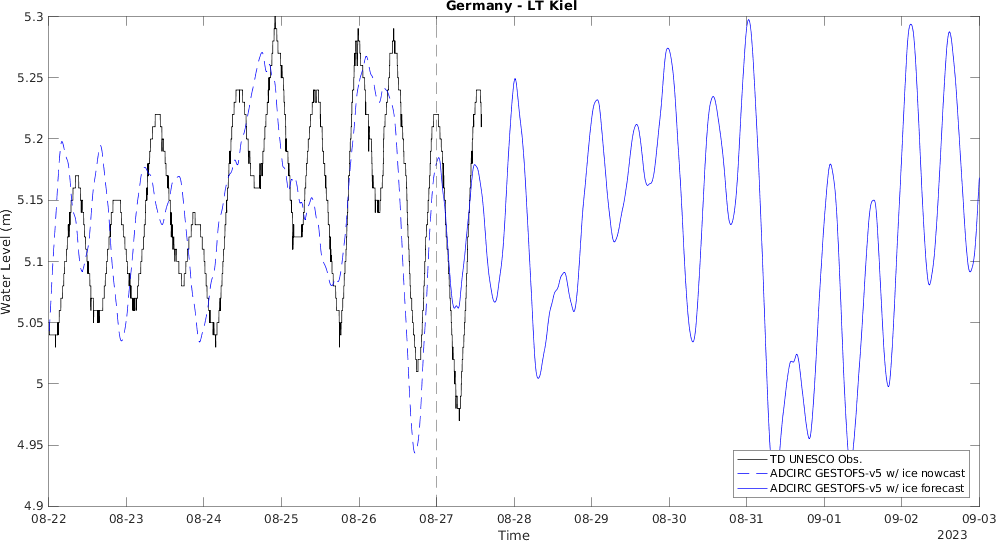 Germany - LT Kiel
5.3
5.25
5.2
5.15
5.1
5.05
5
4.95
4.9
Water Level (m)
TD UNESCO Obs.
ADCIRC GESTOFS-v5 w/ ice nowcast
ADCIRC GESTOFS-v5 w/ ice forecast
08-22 08-23 08-24 08-25 08-26 08-27 08-28 08-29 08-30 08-31 09-01 09-02 09-03
Time
2023